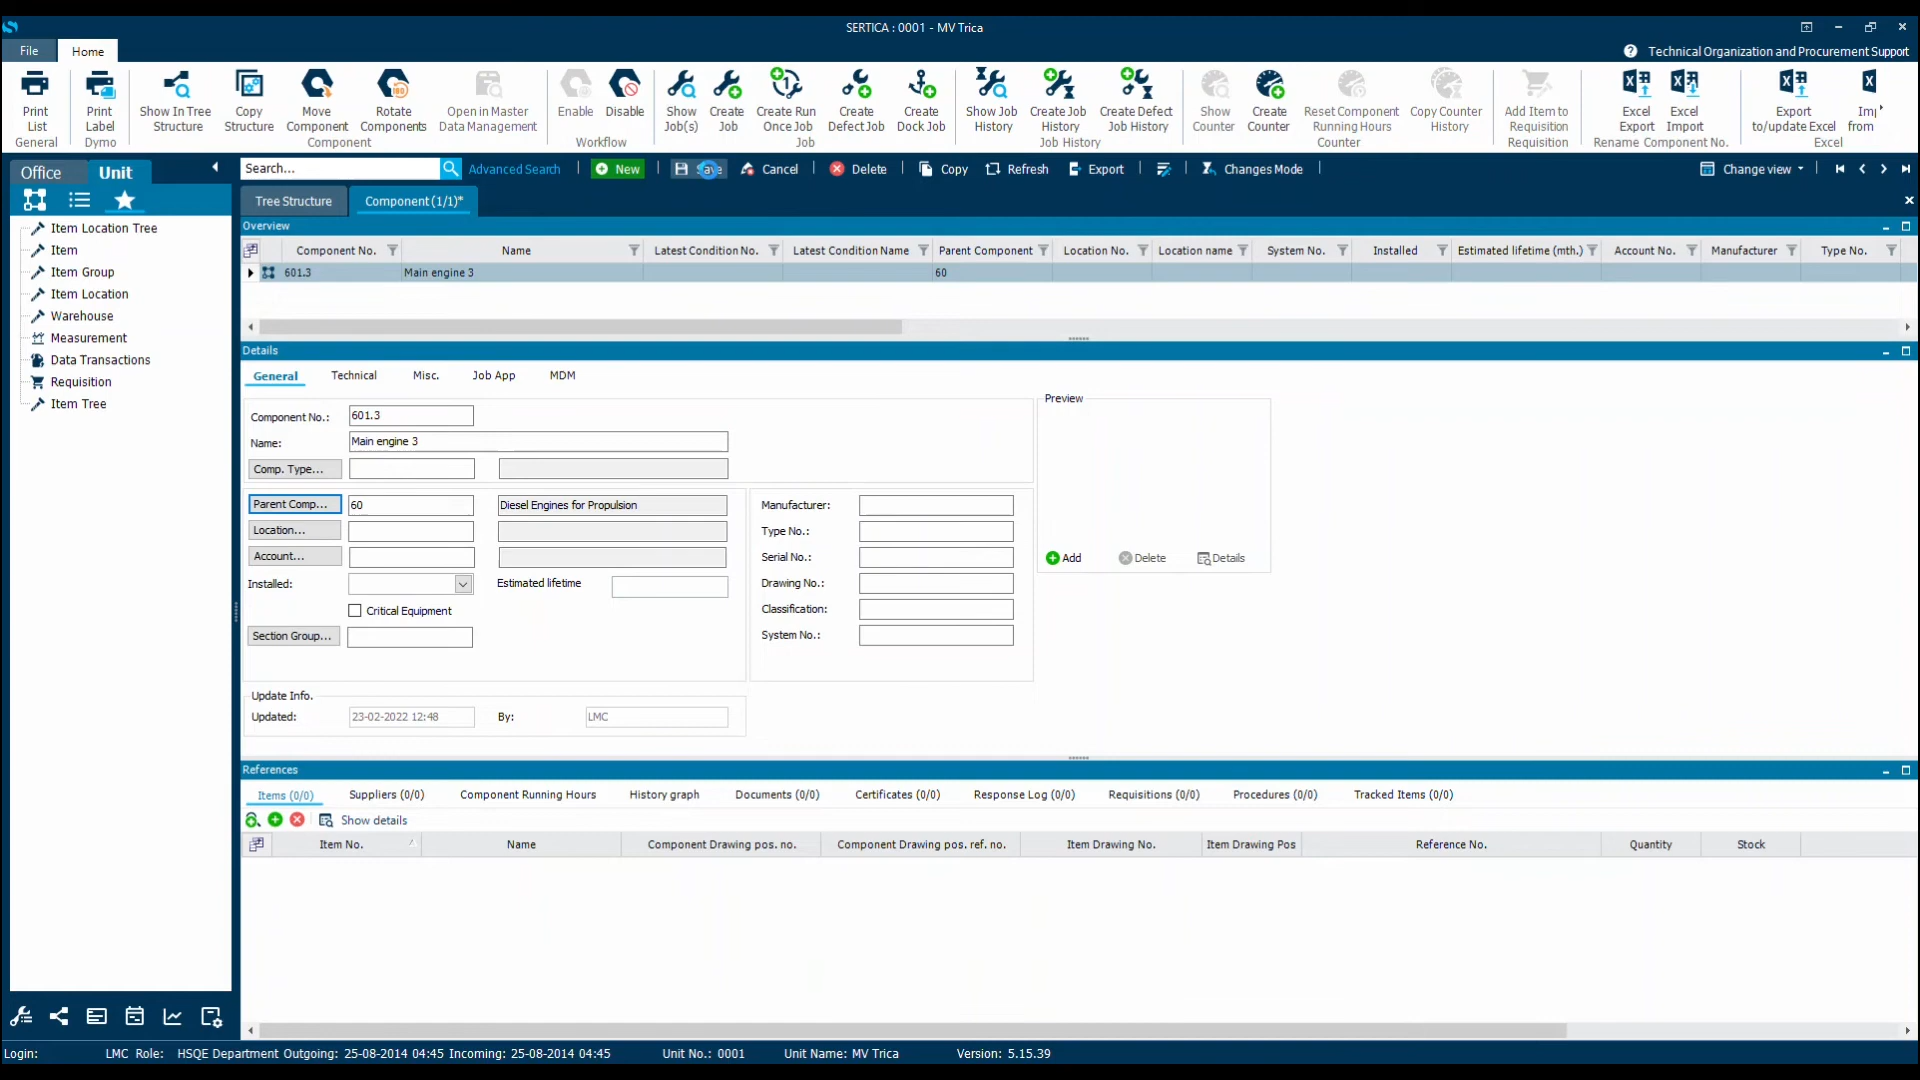 SERTICA : 0001 - MV Trica
File
Home
Technical Organization and Procurement Support
Print List
Print Label
Show In Tree Structure
Copy Structure
Move Component
Rotate Components
Open in Master Data Management
Enable
Disable
Show Job(s)
Create Job
Create Run Once Job
Create Defect Job
Create Dock Job
Show Job History
Create Job History
Create Defect Job History
Show Counter
Create Counter
Reset Component Running Hours
Copy Counter History
Add Item to Requisition
Excel Export
Excel Import
Export to/update Excel
Im from
General
Dymo
Component
Workflow
Job
Job History
Counter
Requisition
Rename Component No.
Excel
Office
Unit
Search...
Advanced Search
New
Save
Cancel
Delete
Copy
Refresh
Export
Changes Mode
Change view
Item Location Tree
Item
Item Group
Item Location
Warehouse
Measurement
Data Transactions
Requisition
Item Tree
Tree Structure
Component (1/1)*
Overview
Component No.
Name
Latest Condition No.
Latest Condition Name
Parent Component
Location No.
Location name
System No.
Installed
Estimated lifetime (mth.)
Account No.
Manufacturer
Type No.
601.3
Main engine 3
60
Details
General
Technical
Misc.
Job App
MDM
Component No.:
601.3
Name:
Main engine 3
Comp. Type...
Parent Comp...
60
Diesel Engines for Propulsion
Location...
Account...
Installed:
Estimated lifetime
Critical Equipment
Section Group...
Manufacturer:
Type No.:
Serial No.:
Drawing No.:
Classification:
System No.:
Preview
Add
Delete
Details
Update Info.
Updated:
23-02-2022 12:48
By:
LMC
References
Items (0/0)
Suppliers (0/0)
Component Running Hours
History graph
Documents (0/0)
Certificates (0/0)
Response Log (0/0)
Requisitions (0/0)
Procedures (0/0)
Tracked Items (0/0)
Show details
Item No.
Name
Component Drawing pos. no.
Component Drawing pos. ref. no.
Item Drawing No.
Item Drawing Pos
Reference No.
Quantity
Stock
Login:
LMC Role: HSQE Department Outgoing: 25-08-2014 04:45 Incoming: 25-08-2014 04:45
Unit No.: 0001
Unit Name: MV Trica
Version: 5.15.39